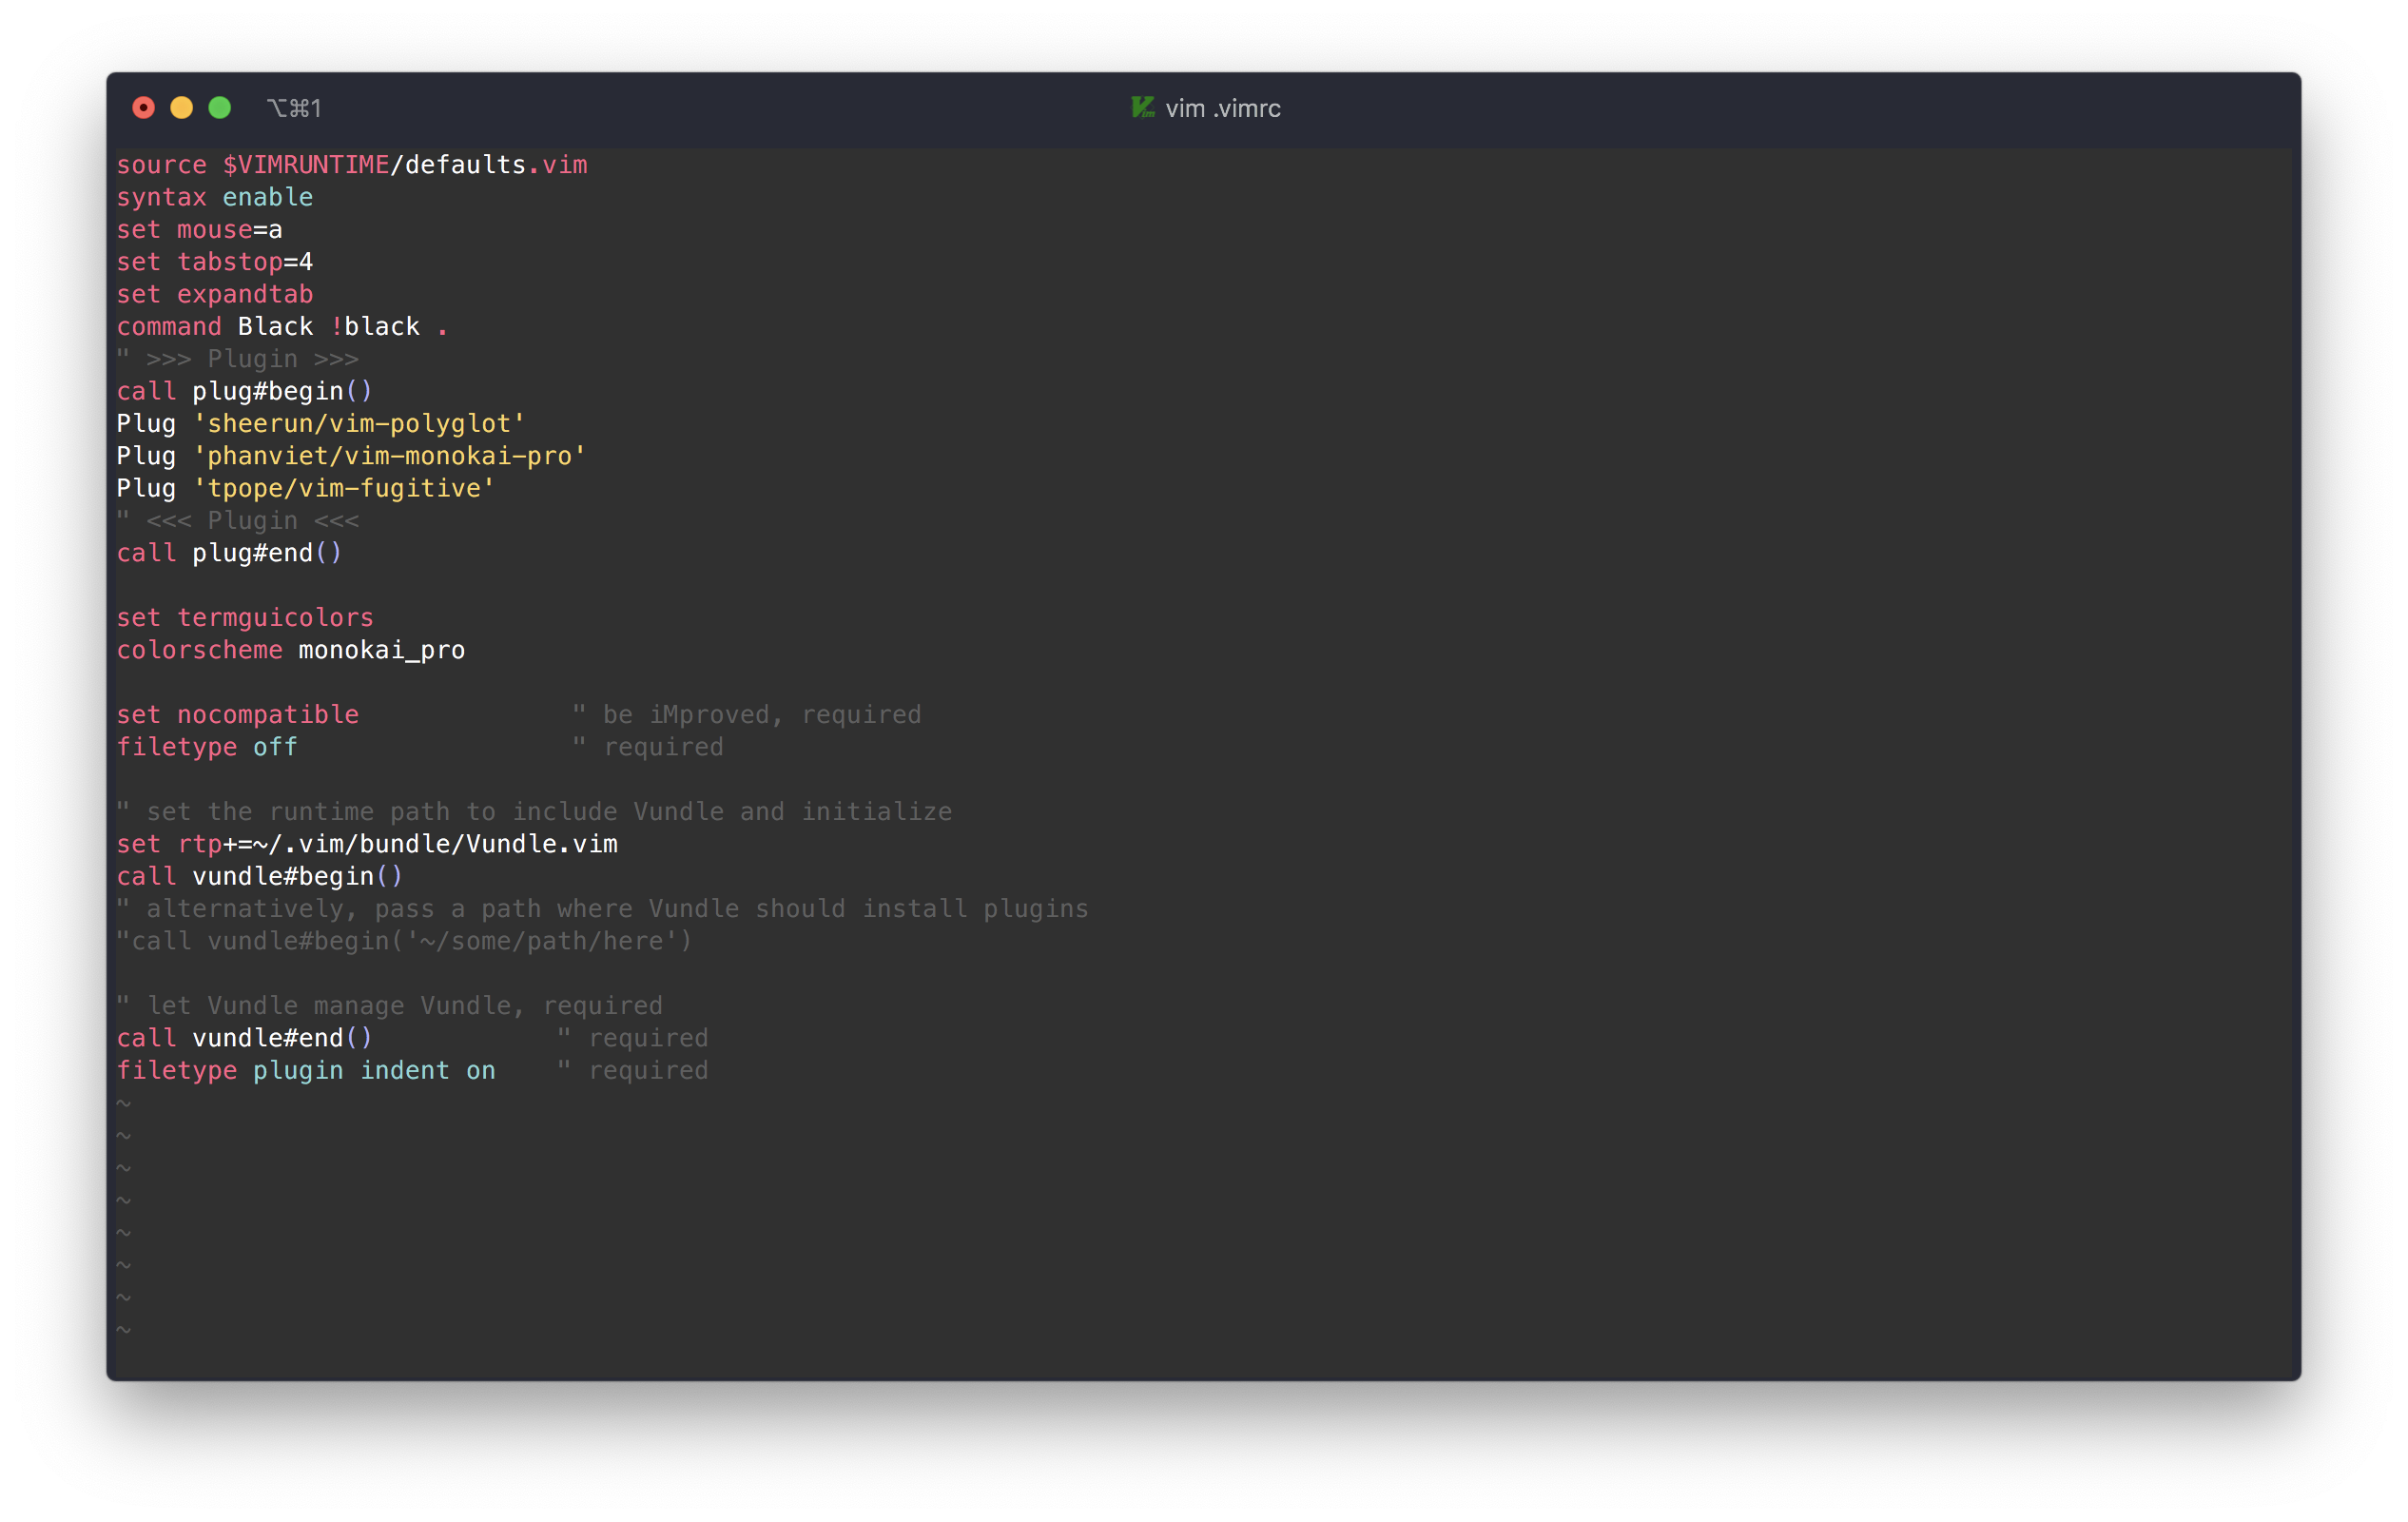 ⌥⌘1 vim .vimrc
source $VIMRUNTIME/defaults.vim
syntax enable
set mouse=a
set tabstop=4
set expandtab
command Black !black .
" >>> Plugin >>>
call plug#begin()
Plug 'sheerun/vim-polyglot'
Plug 'phanviet/vim-monokai-pro'
Plug 'tpope/vim-fugitive'
" <<< Plugin <<<
call plug#end()

set termguicolors
colorscheme monokai_pro

set nocompatible              " be iMproved, required
filetype off                  " required

" set the runtime path to include Vundle and initialize
set rtp+=~/.vim/bundle/Vundle.vim
call vundle#begin()
" alternatively, pass a path where Vundle should install plugins
"call vundle#begin('~/some/path/here')

" let Vundle manage Vundle, required
call vundle#end()            " required
filetype plugin indent on    " required
~
~
~
~
~
~
~
~